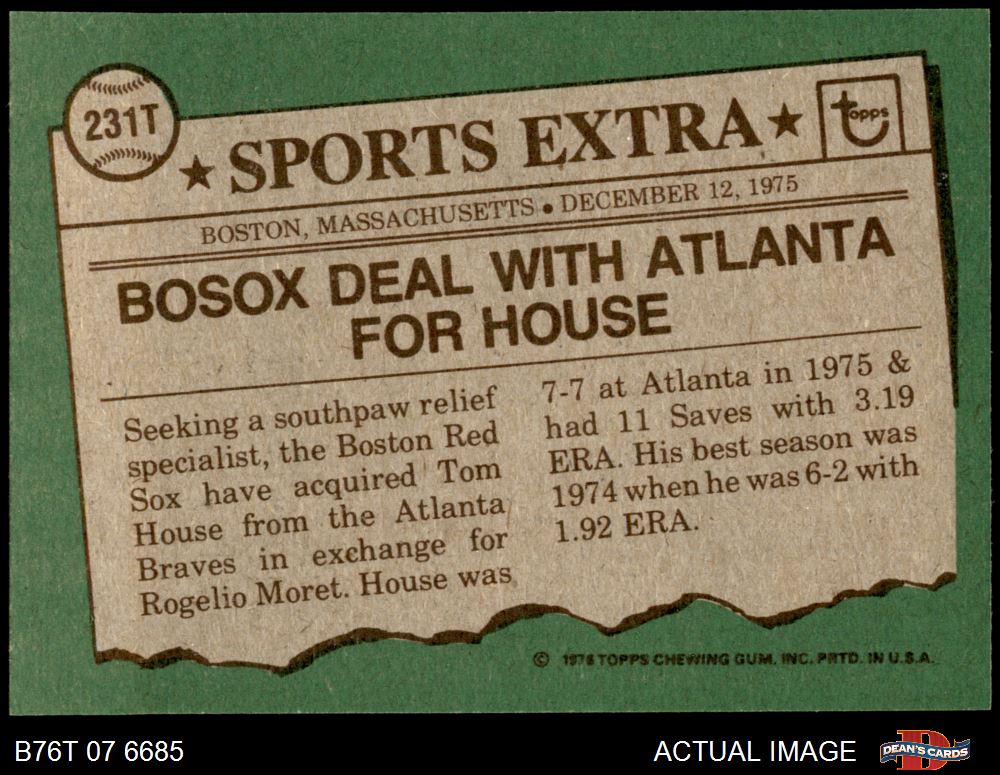 231T
★ SPORTS EXTRA ★
topps
BOSTON, MASSACHUSETTS • DECEMBER 12, 1975
BOSOX DEAL WITH ATLANTA
FOR HOUSE
Seeking a southpaw relief
specialist, the Boston Red
Sox have acquired Tom
House from the Atlanta
Braves in exchange for
Rogelio Moret. House was
7-7 at Atlanta in 1975 &
had 11 Saves with 3.19
ERA. His best season was
1974 when he was 6-2 with
1.92 ERA.
© 1976 TOPPS CHEWING GUM, INC. PRTD. IN U.S.A.
B76T 07 6685
ACTUAL IMAGE
DEAN'S CARDS